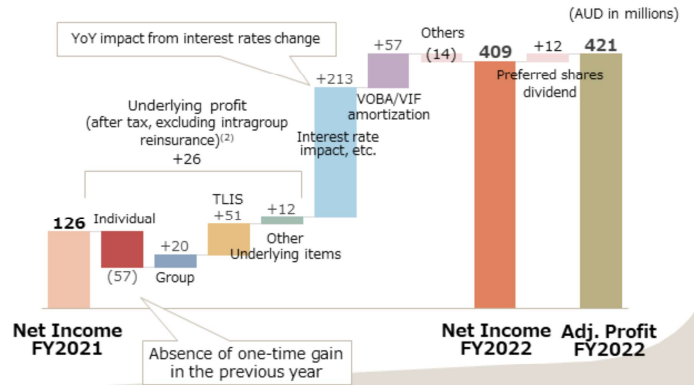 (AUD in millions)
YoY impact from interest rates change
+57
Others
(14)
409
+12
421
+213
VOBA/VIF
amortization
Preferred shares
dividend
Underlying profit
(after tax, excluding intragroup
reinsurance)(2)
+26
Interest rate
impact, etc.
TLIS
+51
+12
126
Individual
(57)
+20
Group
Other
Underlying items
Net Income
FY2021
Net Income
FY2022
Adj. Profit
FY2022
Absence of one-time gain
in the previous year